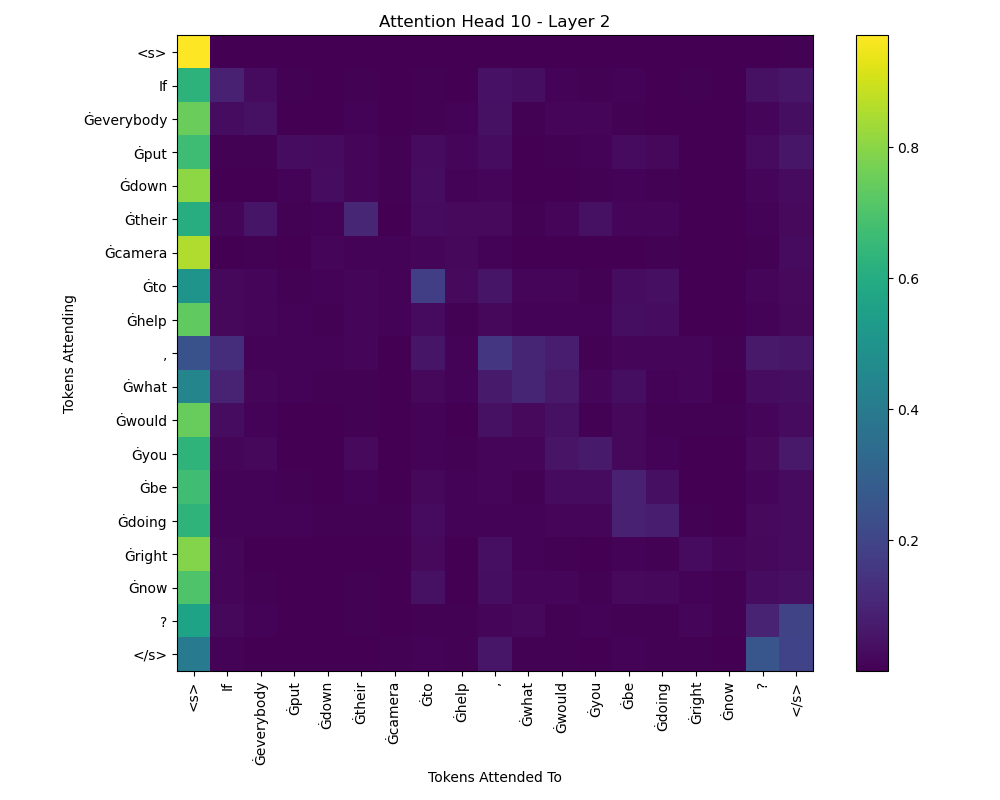 Attention Head 10 - Layer 2
<s>
If
Ġeverybody
Ġput
Ġdown
Ġtheir
Ġcamera
Ġto
Ġhelp
,
Ġwhat
Ġwould
Ġyou
Ġbe
Ġdoing
Ġright
Ġnow
?
</s>
Tokens Attending
<s>
If
Ġeverybody
Ġput
Ġdown
Ġtheir
Ġcamera
Ġto
Ġhelp
,
Ġwhat
Ġwould
Ġyou
Ġbe
Ġdoing
Ġright
Ġnow
?
</s>
Tokens Attended To
0.8
0.6
0.4
0.2